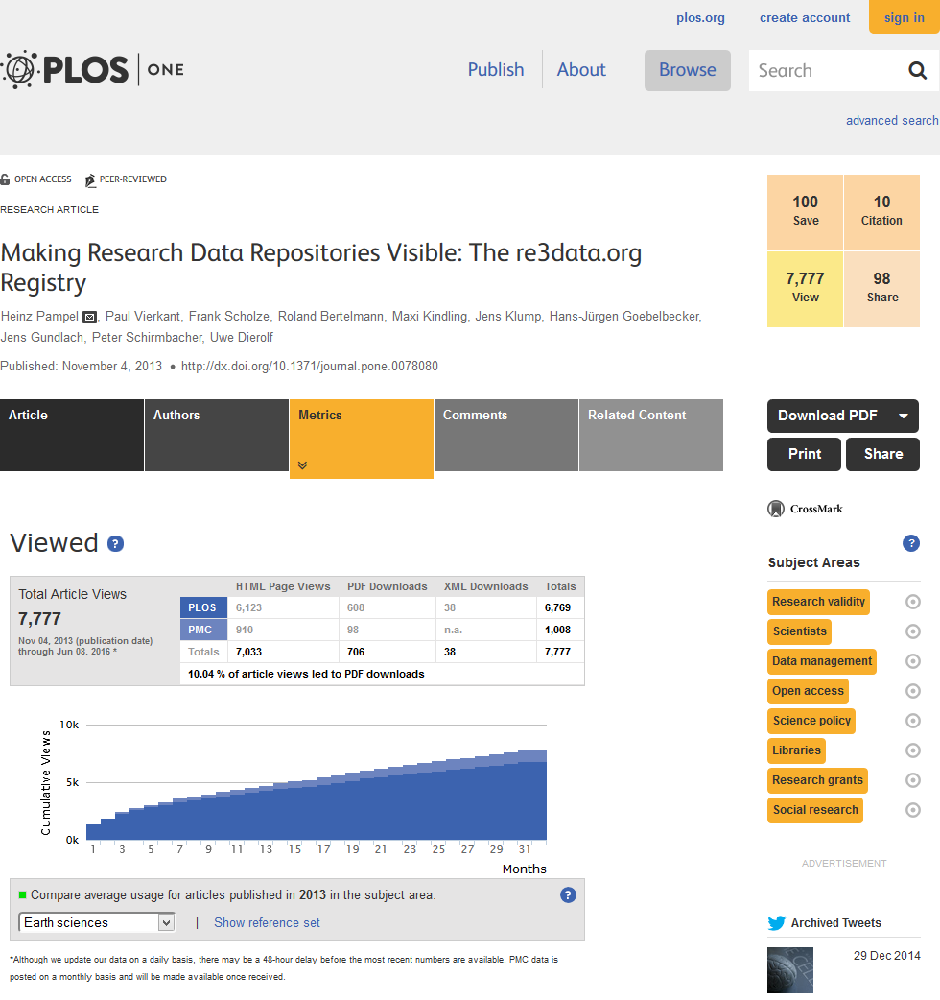 plos.org create account sign in
PLOS ONE
Publish About Browse Search
advanced search
OPEN ACCESS PEER-REVIEWED
RESEARCH ARTICLE
Making Research Data Repositories Visible: The re3data.org
Registry
Heinz Pampel , Paul Vierkant, Frank Scholze, Roland Bertelmann, Maxi Kindling, Jens Klump, Hans-Jürgen Goebelbecker,
Jens Gundlach, Peter Schirmbacher, Uwe Dierolf
Published: November 4, 2013 • http://dx.doi.org/10.1371/journal.pone.0078080
100
Save
10
Citation
7,777
View
98
Share
Article Authors Metrics Comments Related Content
Download PDF
Print Share
CrossMark
Viewed ?
Total Article Views
7,777
Nov 04, 2013 (publication date)
through Jun 08, 2016 *
HTML Page Views PDF Downloads XML Downloads Totals
PLOS 6,123 608 38 6,769
PMC 910 98 n.a. 1,008
Totals 7,033 706 38 7,777
10.04 % of article views led to PDF downloads
Cumulative Views
10k
5k
0k
1 3 5 7 9 11 13 15 17 19 21 23 25 27 29 31
Months
Compare average usage for articles published in 2013 in the subject area: ?
Earth sciences | Show reference set
*Although we update our data on a daily basis, there may be a 48-hour delay before the most recent numbers are available. PMC data is
posted on a monthly basis and will be made available once received.
?
Subject Areas
Research validity
Scientists
Data management
Open access
Science policy
Libraries
Research grants
Social research
ADVERTISEMENT
Archived Tweets
29 Dec 2014